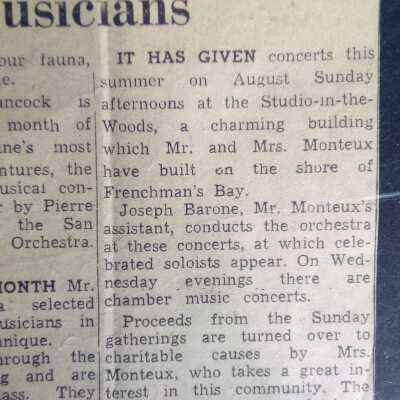 usicians
our fauna,
e.
ancock is
month of
ne's most
ntures, the
usical con-
r by Pierre
the San
Orchestra.
MONTH Mr.
a selected
usicians in
nique.
hrough the
g and are
ass. They
IT HAS GIVEN concerts this
summer on August Sunday
afternoons at the Studio-in-the-
Woods, a charming building
which Mr. and Mrs. Monteux
have built on the shore of
Frenchman's Bay.
Joseph Barone, Mr. Monteux's
assistant, conducts the orchestra
at these concerts, at which cele-
brated soloists appear. On Wed-
nesday evenings there are
chamber music concerts.
Proceeds from the Sunday
gatherings are turned over to
charitable causes by Mrs.
Monteux, who takes a great in-
terest in this community. The